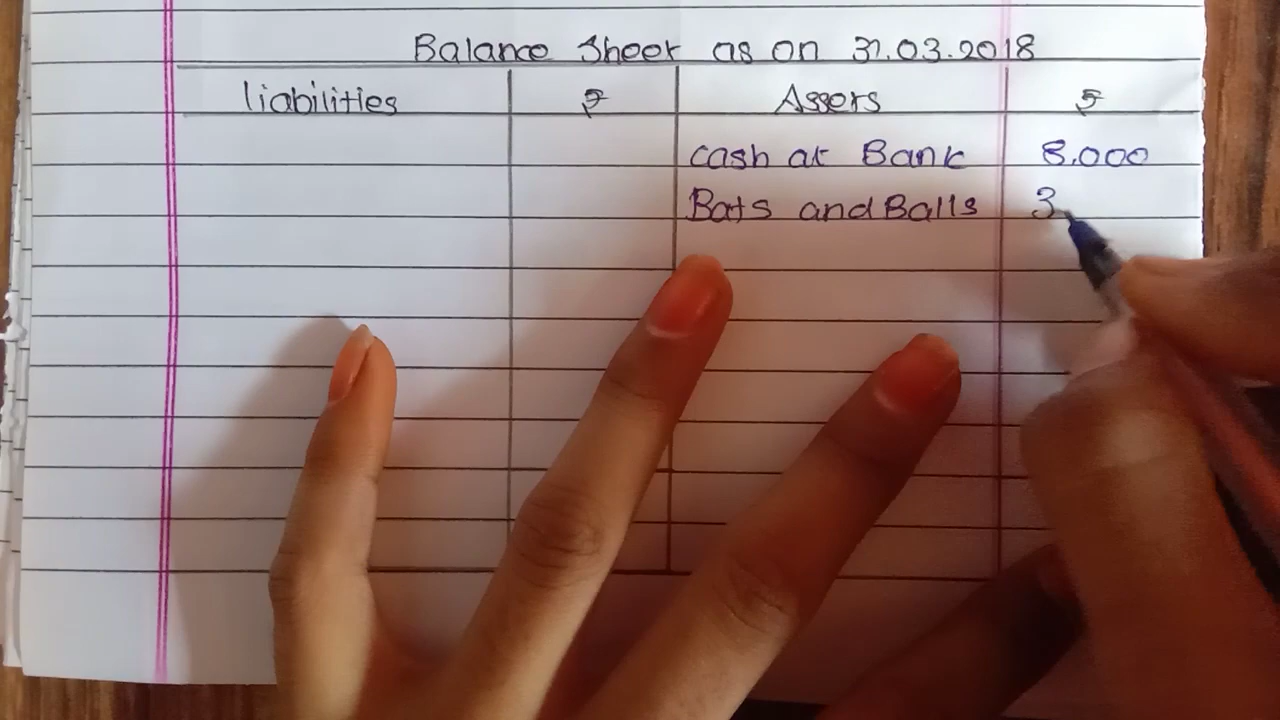 Balance Sheet as on 31.03.2018
Liabilities ₹ Assets ₹
Cash at Bank 8,000
Bats and Balls 3